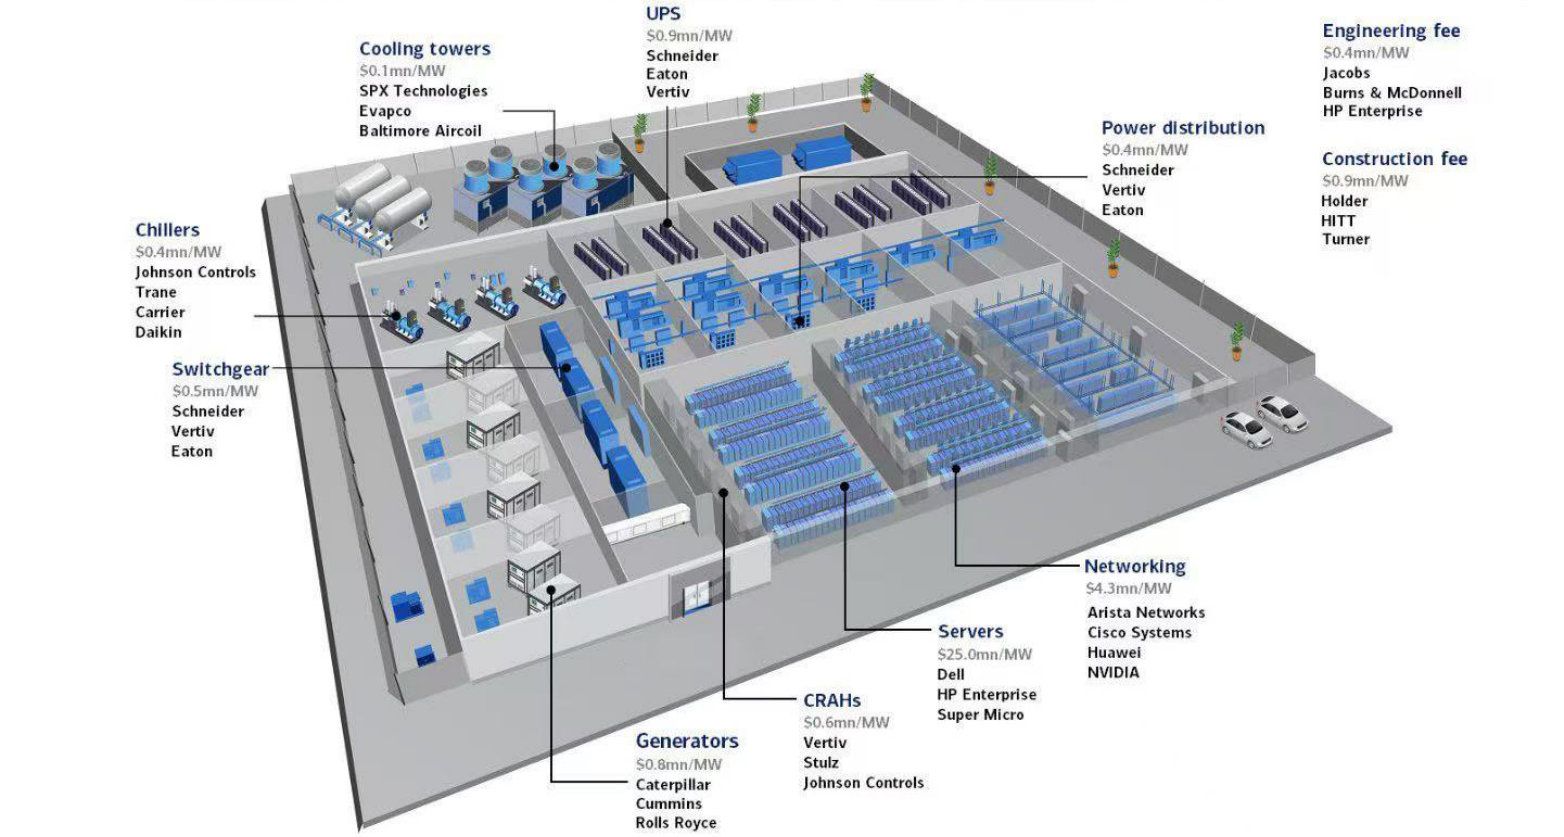 UPS
$0.9mn/MW
Schneider
Eaton
Vertiv
Cooling towers
$0.1mn/MW
SPX Technologies
Evapco
Baltimore Aircoil
Engineering fee
$0.4mn/MW
Jacobs
Burns & McDonnell
HP Enterprise
Power distribution
$0.4mn/MW
Schneider
Vertiv
Eaton
Construction fee
$0.9mn/MW
Holder
HITT
Turner
Chillers
$0.4mn/MW
Johnson Controls
Trane
Carrier
Daikin
Switchgear
$0.5mn/MW
Schneider
Vertiv
Eaton
Networking
$4.3mn/MW
Arista Networks
Cisco Systems
Huawei
NVIDIA
Servers
$25.0mn/MW
Dell
HP Enterprise
Super Micro
CRAHs
$0.6mn/MW
Vertiv
Stulz
Johnson Controls
Generators
$0.8mn/MW
Caterpillar
Cummins
Rolls Royce